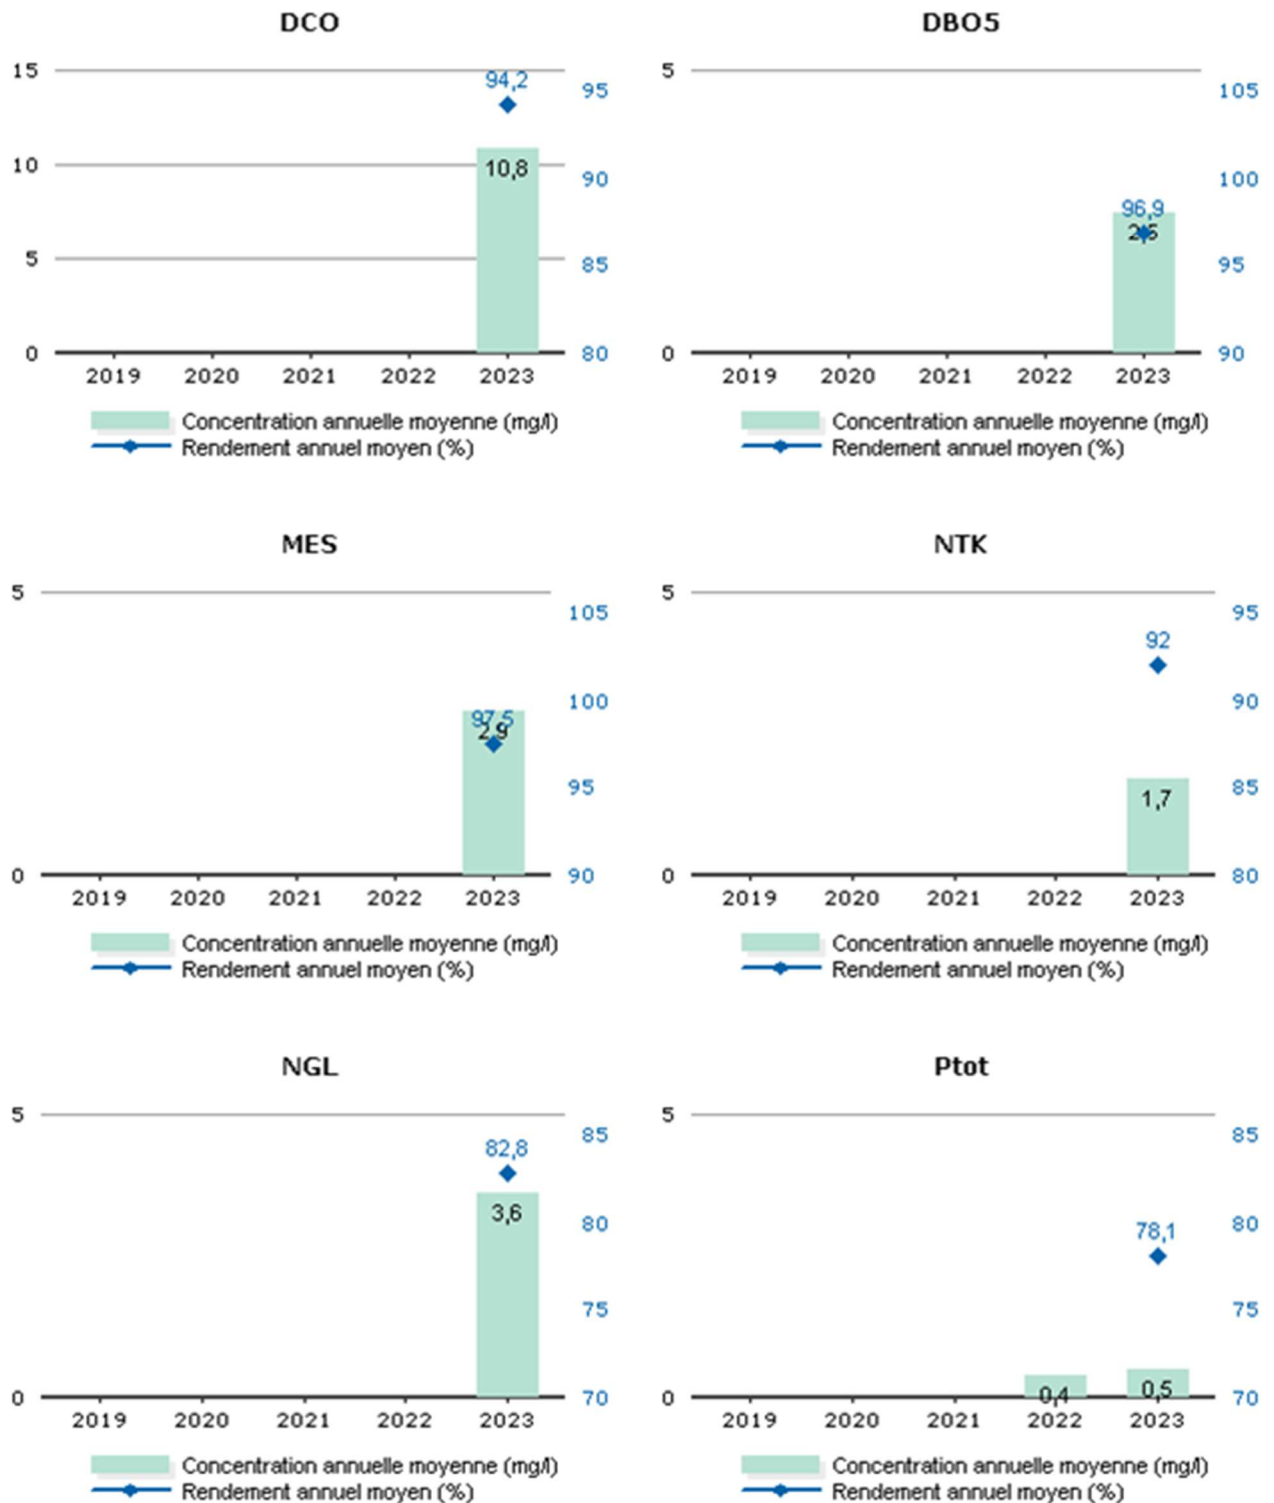 DCO
15
10
5
0
94,2
10,8
95
90
85
80
2019 2020 2021 2022 2023
Concentration annuelle moyenne (mg/l)
Rendement annuel moyen (%)
DBO5
5
0
96,9
2,5
105
100
95
90
2019 2020 2021 2022 2023
Concentration annuelle moyenne (mg/l)
Rendement annuel moyen (%)
MES
5
0
97,5
2,9
105
100
95
90
2019 2020 2021 2022 2023
Concentration annuelle moyenne (mg/l)
Rendement annuel moyen (%)
NTK
5
0
92
1,7
95
90
85
80
2019 2020 2021 2022 2023
Concentration annuelle moyenne (mg/l)
Rendement annuel moyen (%)
NGL
5
0
82,8
3,6
85
80
75
70
2019 2020 2021 2022 2023
Concentration annuelle moyenne (mg/l)
Rendement annuel moyen (%)
Ptot
5
0
78,1
0,4
0,5
85
80
75
70
2019 2020 2021 2022 2023
Concentration annuelle moyenne (mg/l)
Rendement annuel moyen (%)